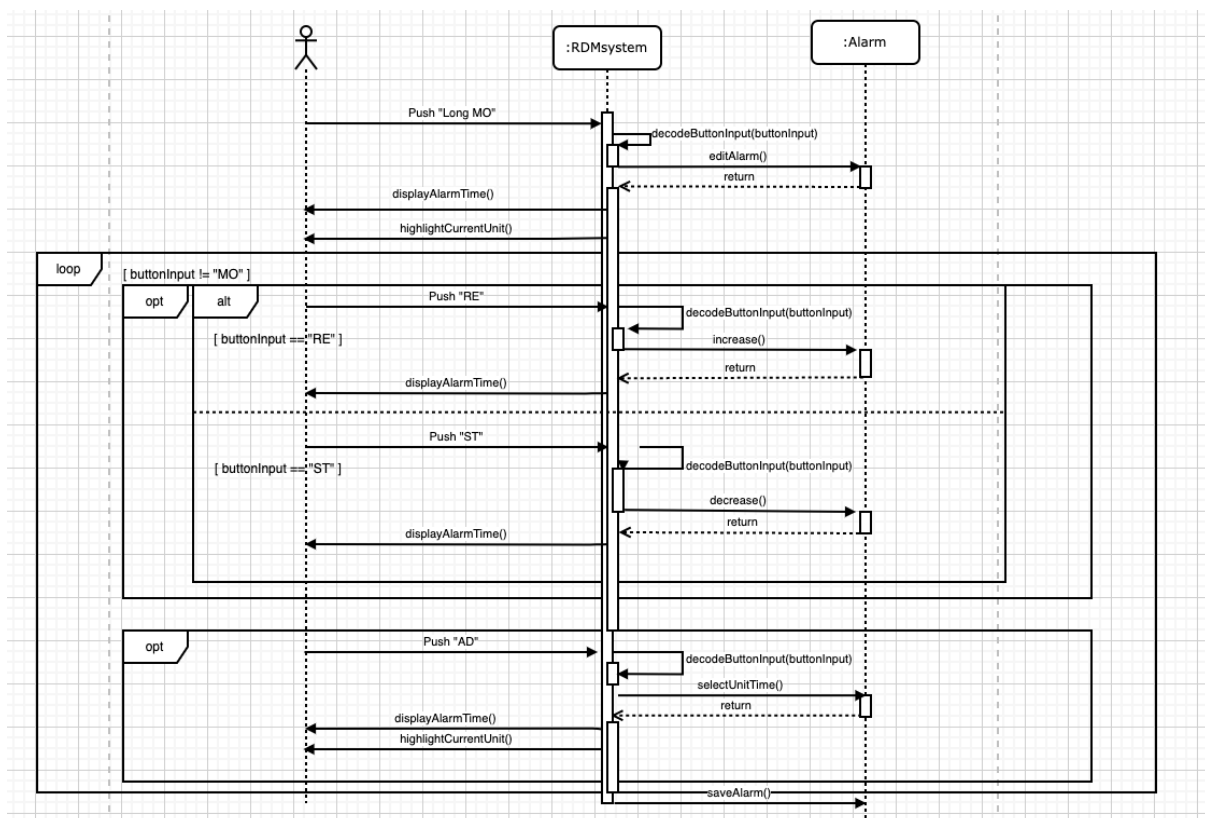 :RDMsystem
:Alarm
Push "Long MO"
decodeButtonInput(buttonInput)
editAlarm()
return
displayAlarmTime()
highlightCurrentUnit()
loop
[ buttonInput != "MO" ]
opt
alt
Push "RE"
decodeButtonInput(buttonInput)
[ buttonInput == "RE" ]
increase()
return
displayAlarmTime()
Push "ST"
[ buttonInput == "ST" ]
decodeButtonInput(buttonInput)
decrease()
return
displayAlarmTime()
opt
Push "AD"
decodeButtonInput(buttonInput)
selectUnitTime()
return
displayAlarmTime()
highlightCurrentUnit()
saveAlarm()